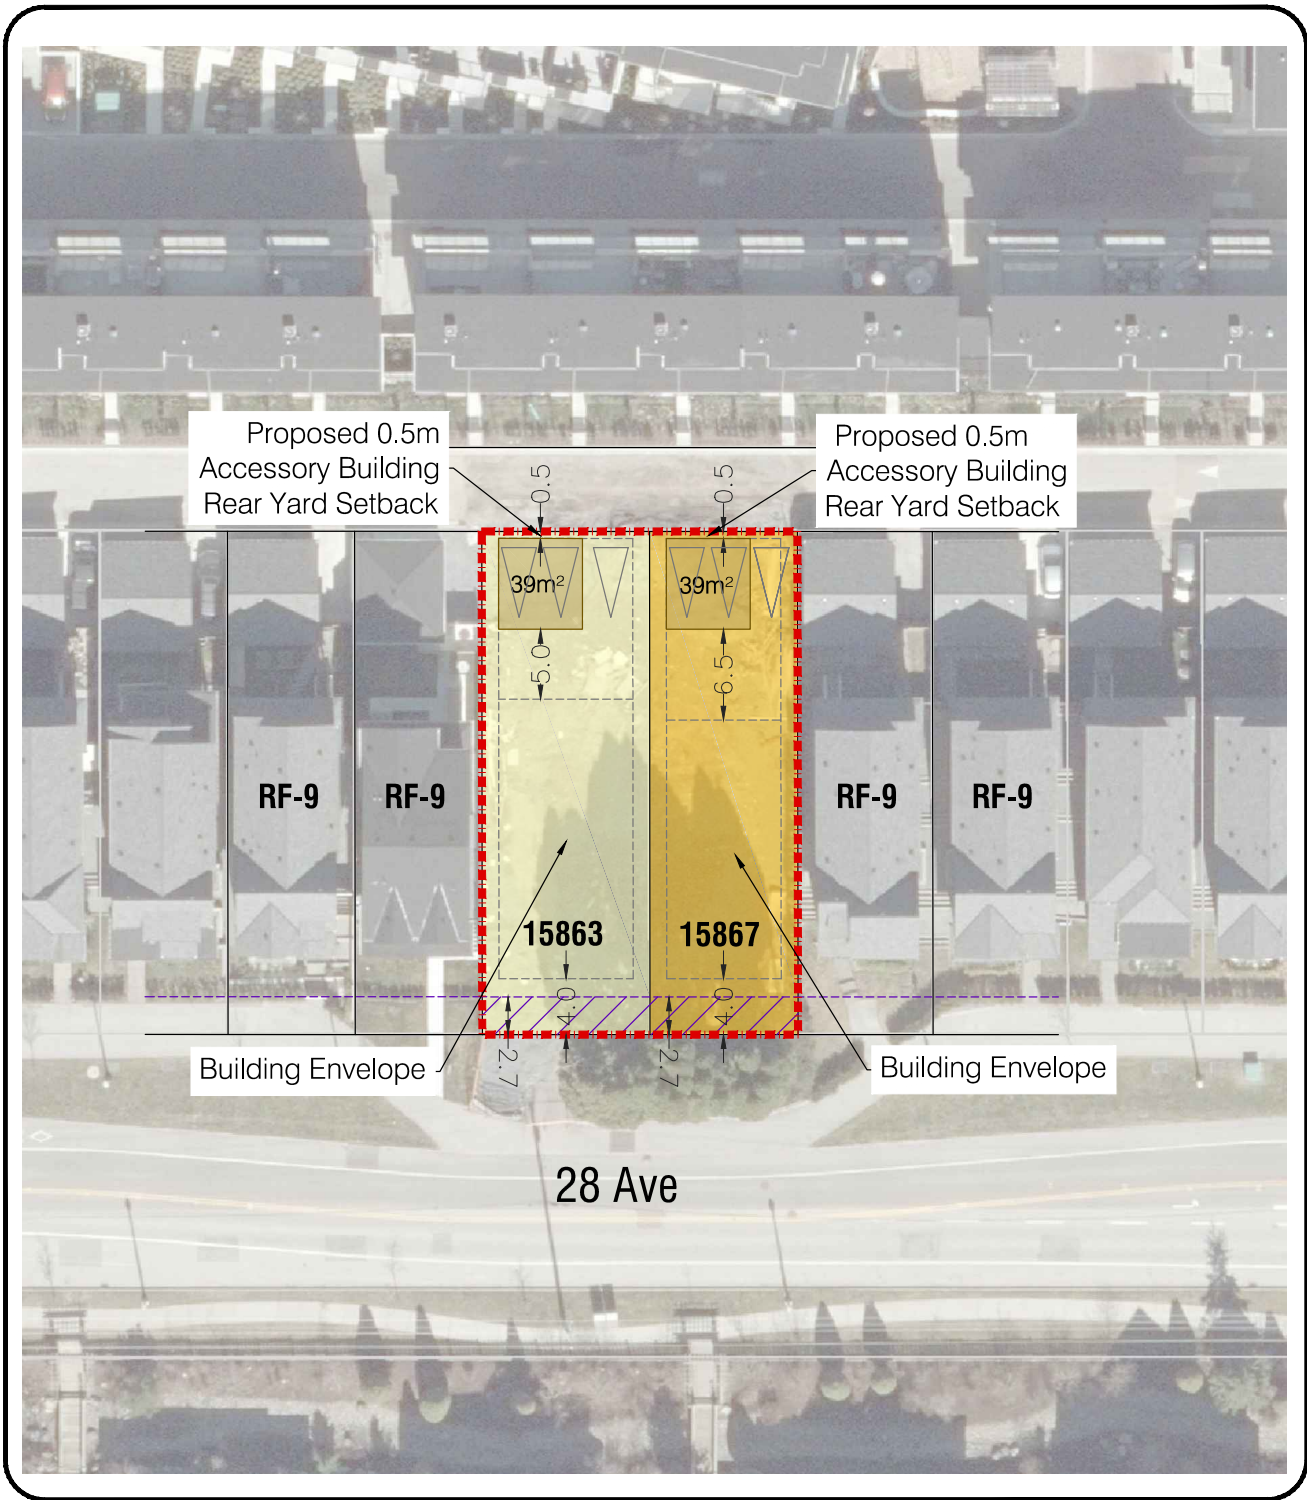 Proposed 0.5m
Accessory Building
Rear Yard Setback
Proposed 0.5m
Accessory Building
Rear Yard Setback
0.5
0.5
39m²
39m²
5.0
6.5
RF-9
RF-9
RF-9
RF-9
15863
15867
4.0
4.0
2.7
2.7
Building Envelope
Building Envelope
28 Ave